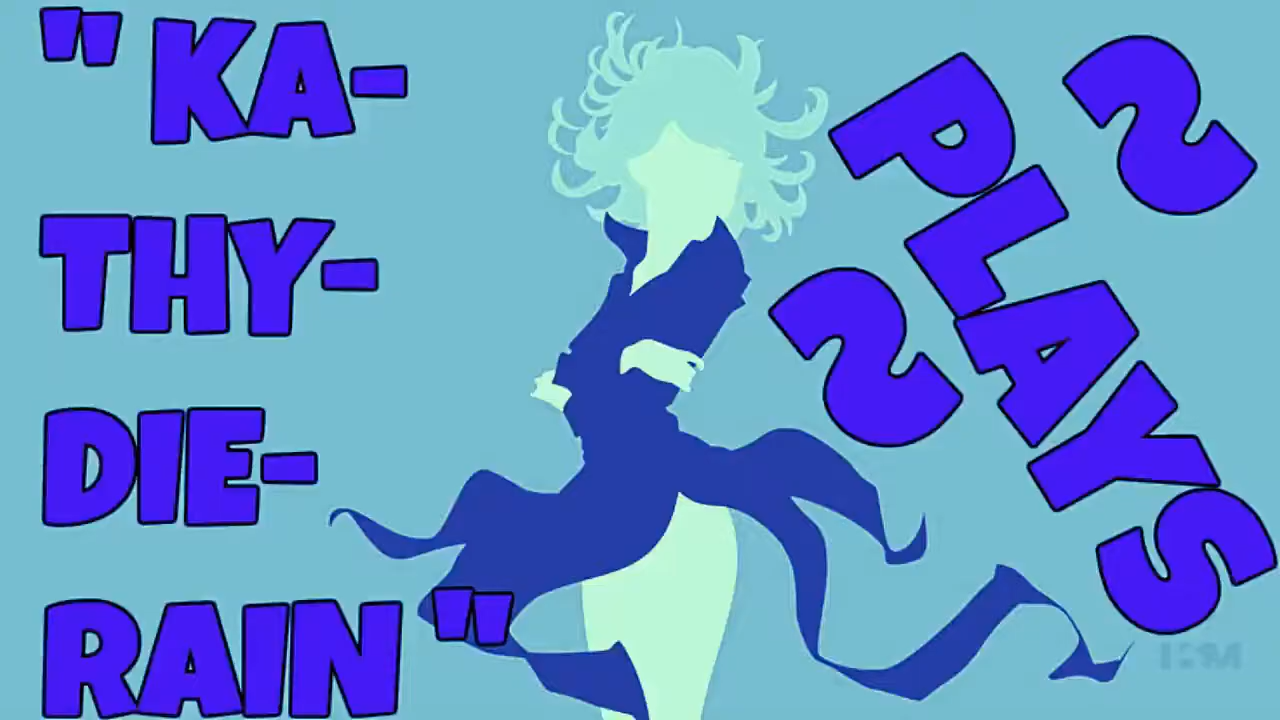 " KA-
THY-
DIE-
RAIN "
PLAYS